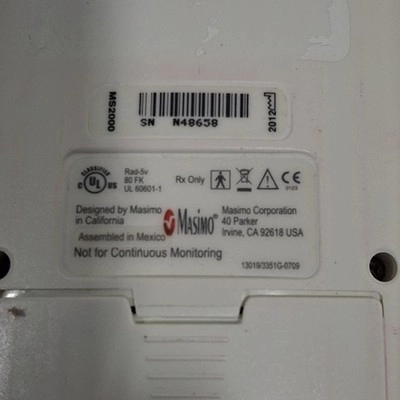 MS2000
SN N48658
2012
CLASSIFIED
C UL US
Rad-5v
80 FK
UL 60601-1
Rx Only
0123
Designed by Masimo
in California
Assembled in Mexico
Masimo®
Masimo Corporation
40 Parker
Irvine, CA 92618 USA
Not for Continuous Monitoring
13019/3351G-0709